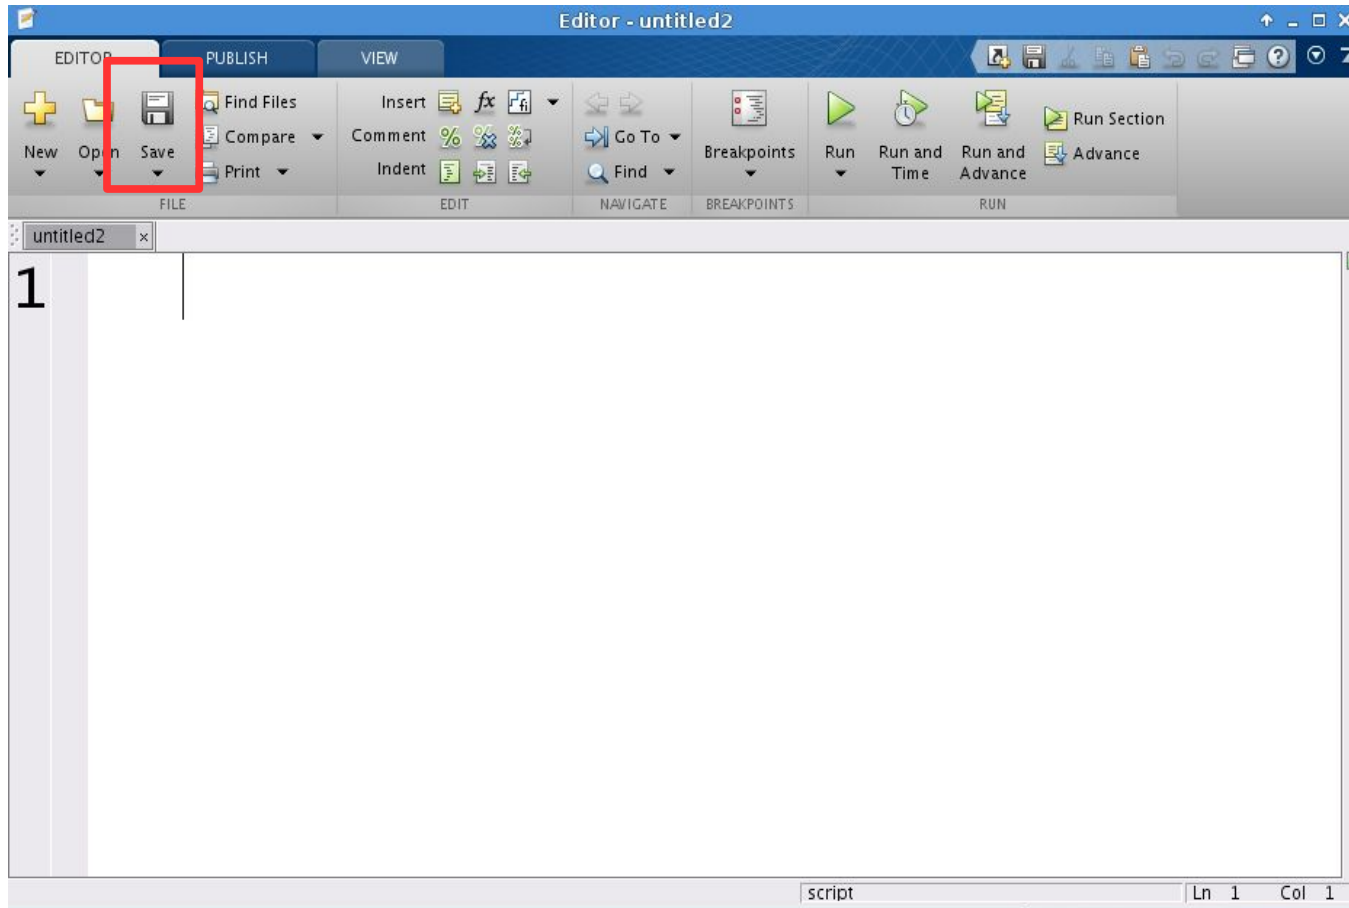 Editor - untitled2
EDITOR PUBLISH VIEW
Find Files Insert fx fi
Compare Comment % Go To Run Section
New Open Save Breakpoints Run Run and Time Run and Advance Advance
Print Indent Find
FILE EDIT NAVIGATE BREAKPOINTS RUN
untitled2
1
script Ln 1 Col 1